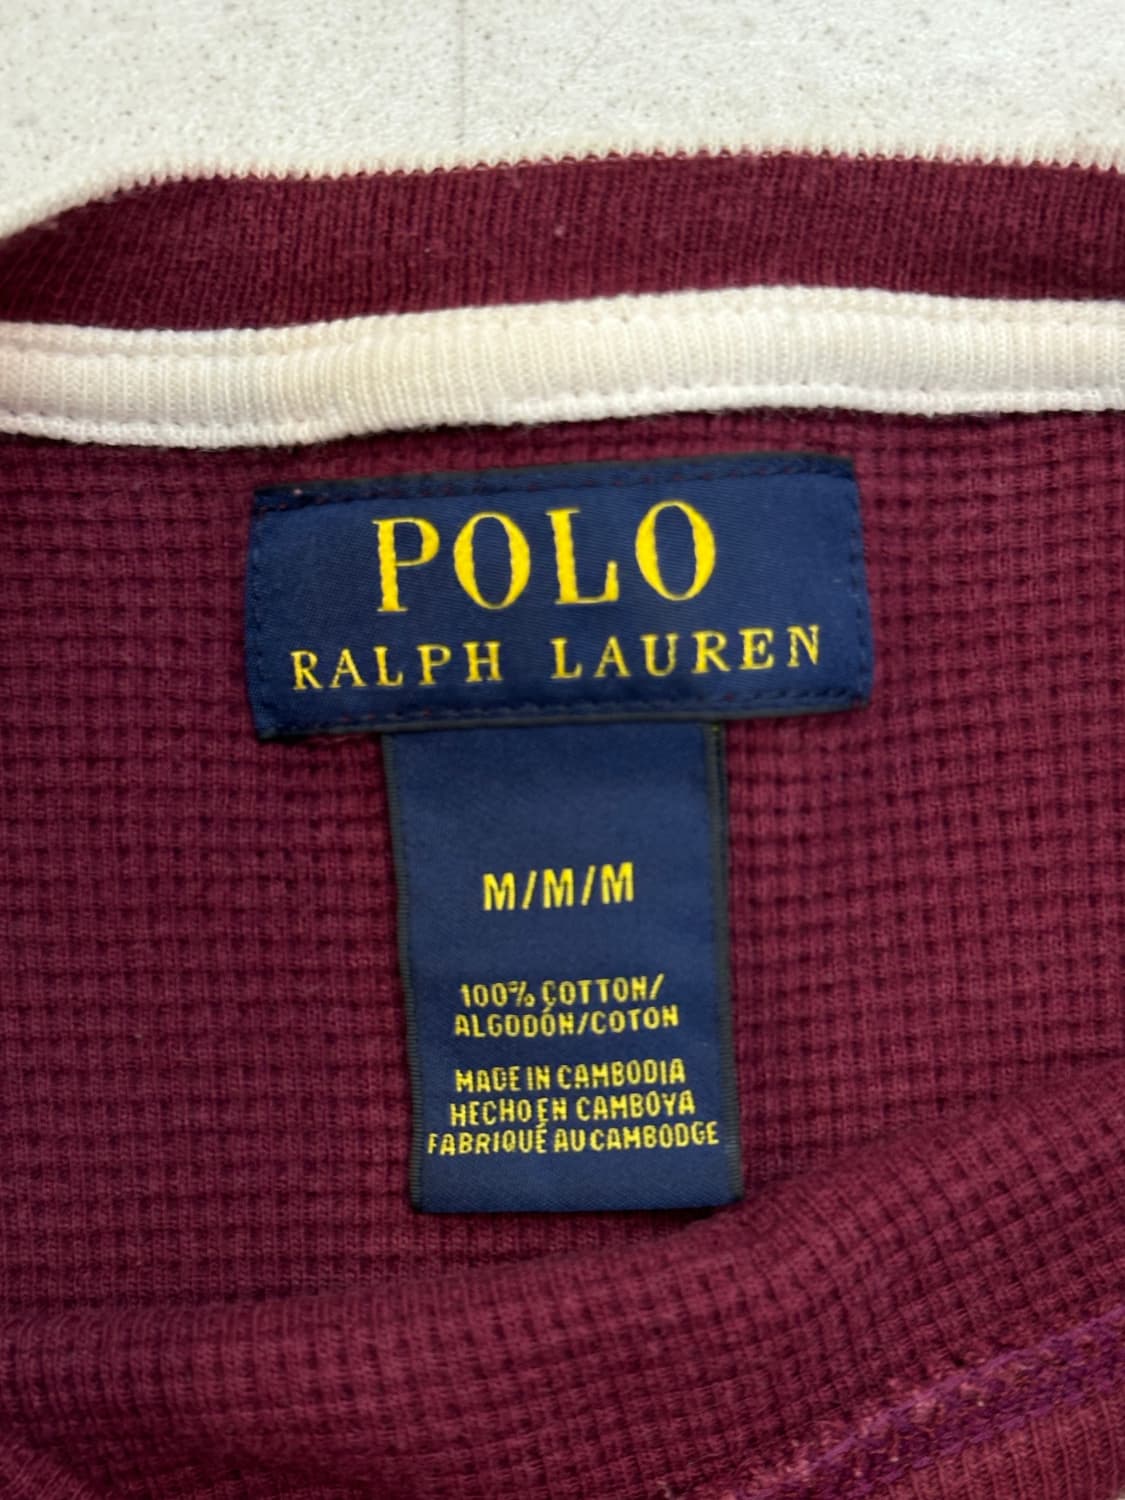 POLO
RALPH LAUREN
M/M/M
100% COTTON/
ALGODÓN/COTON
MADE IN CAMBODIA
HECHO EN CAMBOYA
FABRIQUÉ AU CAMBODGE